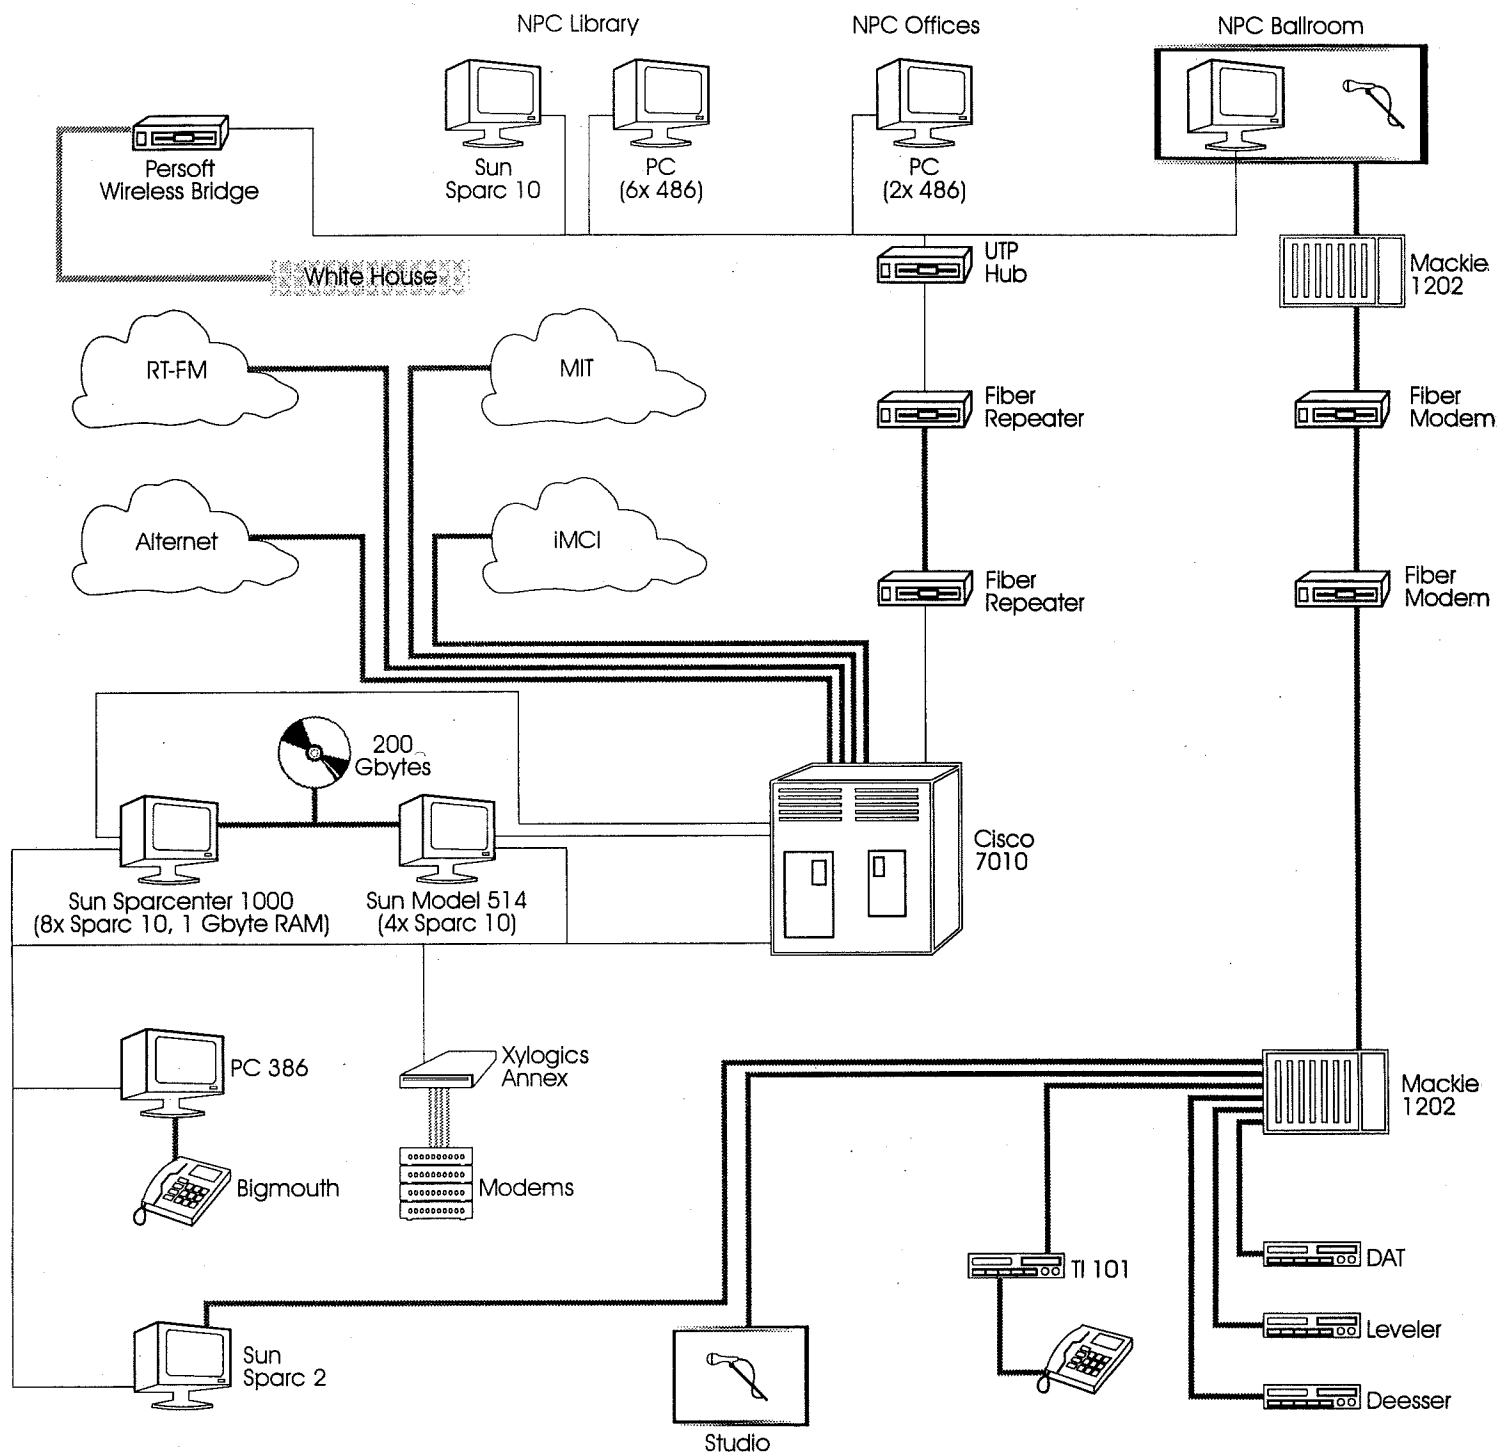 NPC Library
NPC Offices
NPC Ballroom
Persoft
Wireless Bridge
Sun
Sparc 10
PC
(6x 486)
PC
(2x 486)
White House
UTP
Hub
Mackie
1202
RT-FM
MIT
Fiber
Repeater
Fiber
Modem
Alternet
iMCI
Fiber
Repeater
Fiber
Modem
200
Gbytes
Sun Sparcenter 1000
(8x Sparc 10, 1 Gbyte RAM)
Sun Model 514
(4x Sparc 10)
Cisco
7010
PC 386
Xylogics
Annex
Mackie
1202
Bigmouth
Modems
TI 101
DAT
Leveler
Deesser
Sun
Sparc 2
Studio